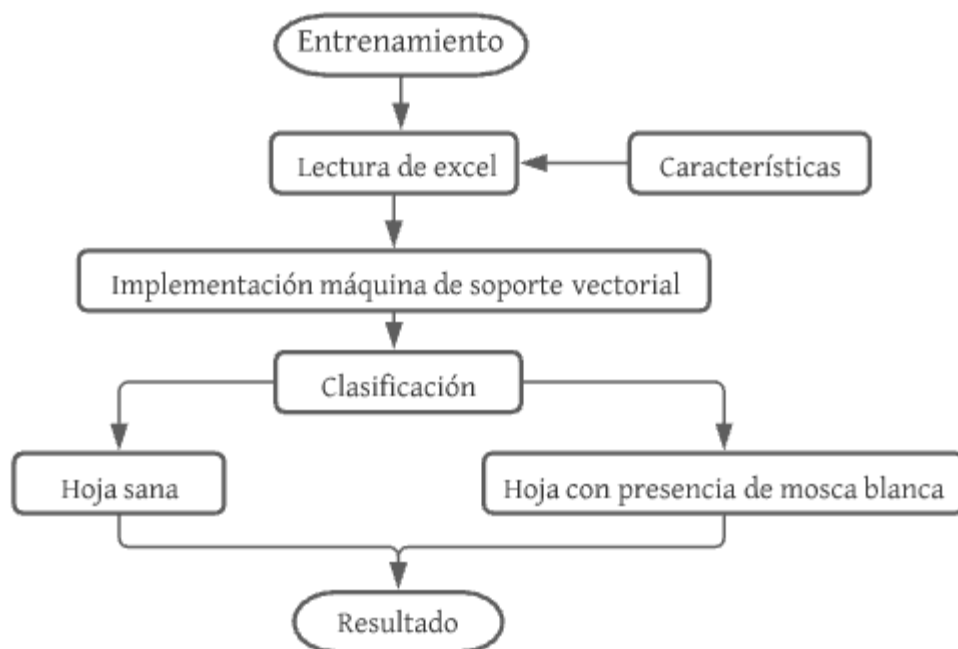 Entrenamiento
Lectura de excel
Característícas
Implementación máquina de soporte vectorial
Clasificación
Hoja sana
Hoja con presencia de mosca blanca
Resultado